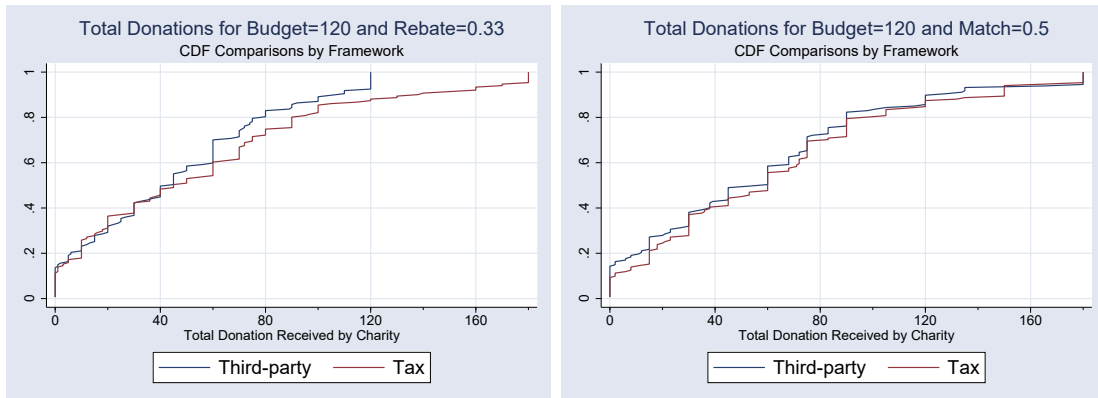 Total Donations for Budget=120 and Rebate=0.33
CDF Comparisons by Framework
1
.8
.6
.4
.2
0
0 40 80 120 160
Total Donation Received by Charity
Third-party Tax
Total Donations for Budget=120 and Match=0.5
CDF Comparisons by Framework
1
.8
.6
.4
.2
0
0 40 80 120 160
Total Donation Received by Charity
Third-party Tax